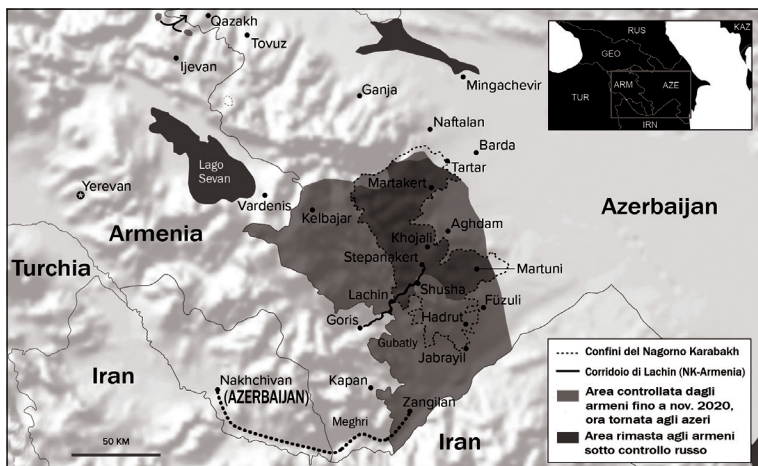 Qazakh
Tovuz
Ijevan
Ganja
Mingachevir
Naftalan
Barda
Tartar
RUS
KAZ
GEO
ARM
AZE
TUR
IRN
Lago
Sevan
Yerevan
Vardenis
Armenia
Turchia
Azerbaijan
Martakert
Kelbajar
Aghdam
Khojali
Stepanakert
Martuni
Shusha
Lachin
Füzuli
Goris
Hadrut
Gubatly
Jabrayil
Iran
Nakhchivan
(AZERBAIJAN)
Kapan
Zangilan
Meghri
Iran
50 KM
Confini del Nagorno Karabakh
Corridoio di Lachin (NK-Armenia)
Area controllata dagli
armeni fino a nov. 2020,
ora tornata agli azeri
Area rimasta agli armeni
sotto controllo russo